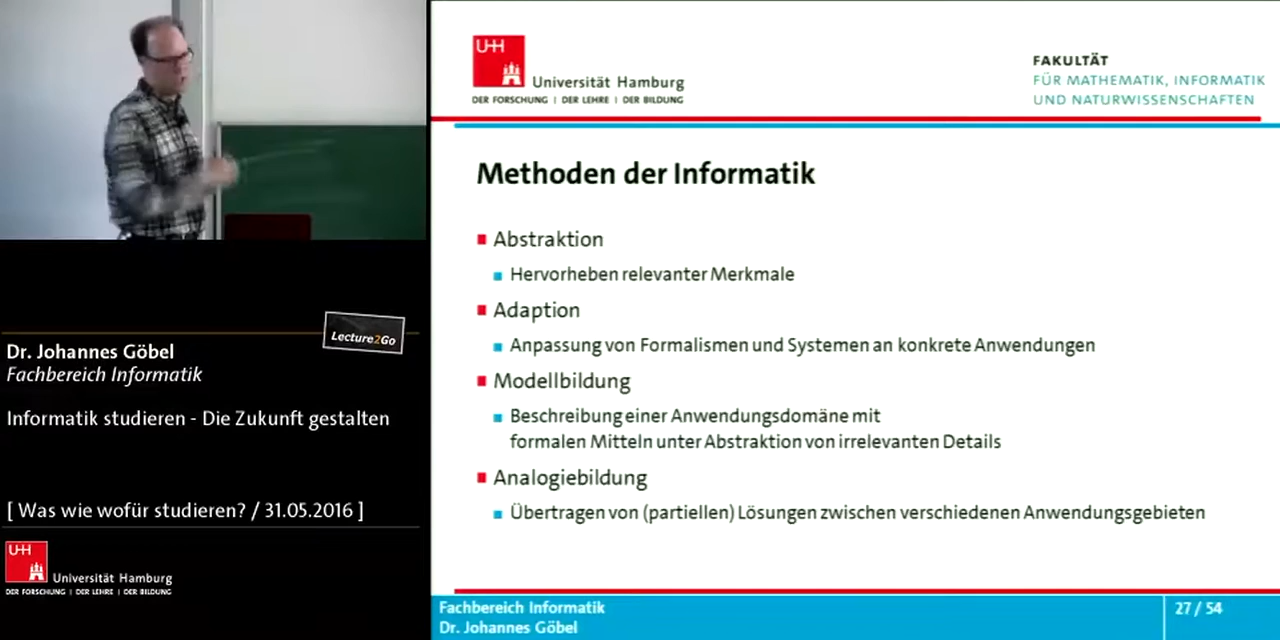 Lecture2Go
Dr. Johannes Göbel
Fachbereich Informatik
Informatik studieren - Die Zukunft gestalten
[ Was wie wofür studieren? / 31.05.2016 ]
UH
Universität Hamburg
DER FORSCHUNG | DER LEHRE | DER BILDUNG
UH
Universität Hamburg
DER FORSCHUNG | DER LEHRE | DER BILDUNG
FAKULTÄT
FÜR MATHEMATIK, INFORMATIK
UND NATURWISSENSCHAFTEN
Methoden der Informatik
Abstraktion
Hervorheben relevanter Merkmale
Adaption
Anpassung von Formalismen und Systemen an konkrete Anwendungen
Modellbildung
Beschreibung einer Anwendungsdomäne mit
formalen Mitteln unter Abstraktion von irrelevanten Details
Analogiebildung
Übertragen von (partiellen) Lösungen zwischen verschiedenen Anwendungsgebieten
Fachbereich Informatik
Dr. Johannes Göbel
27 / 54